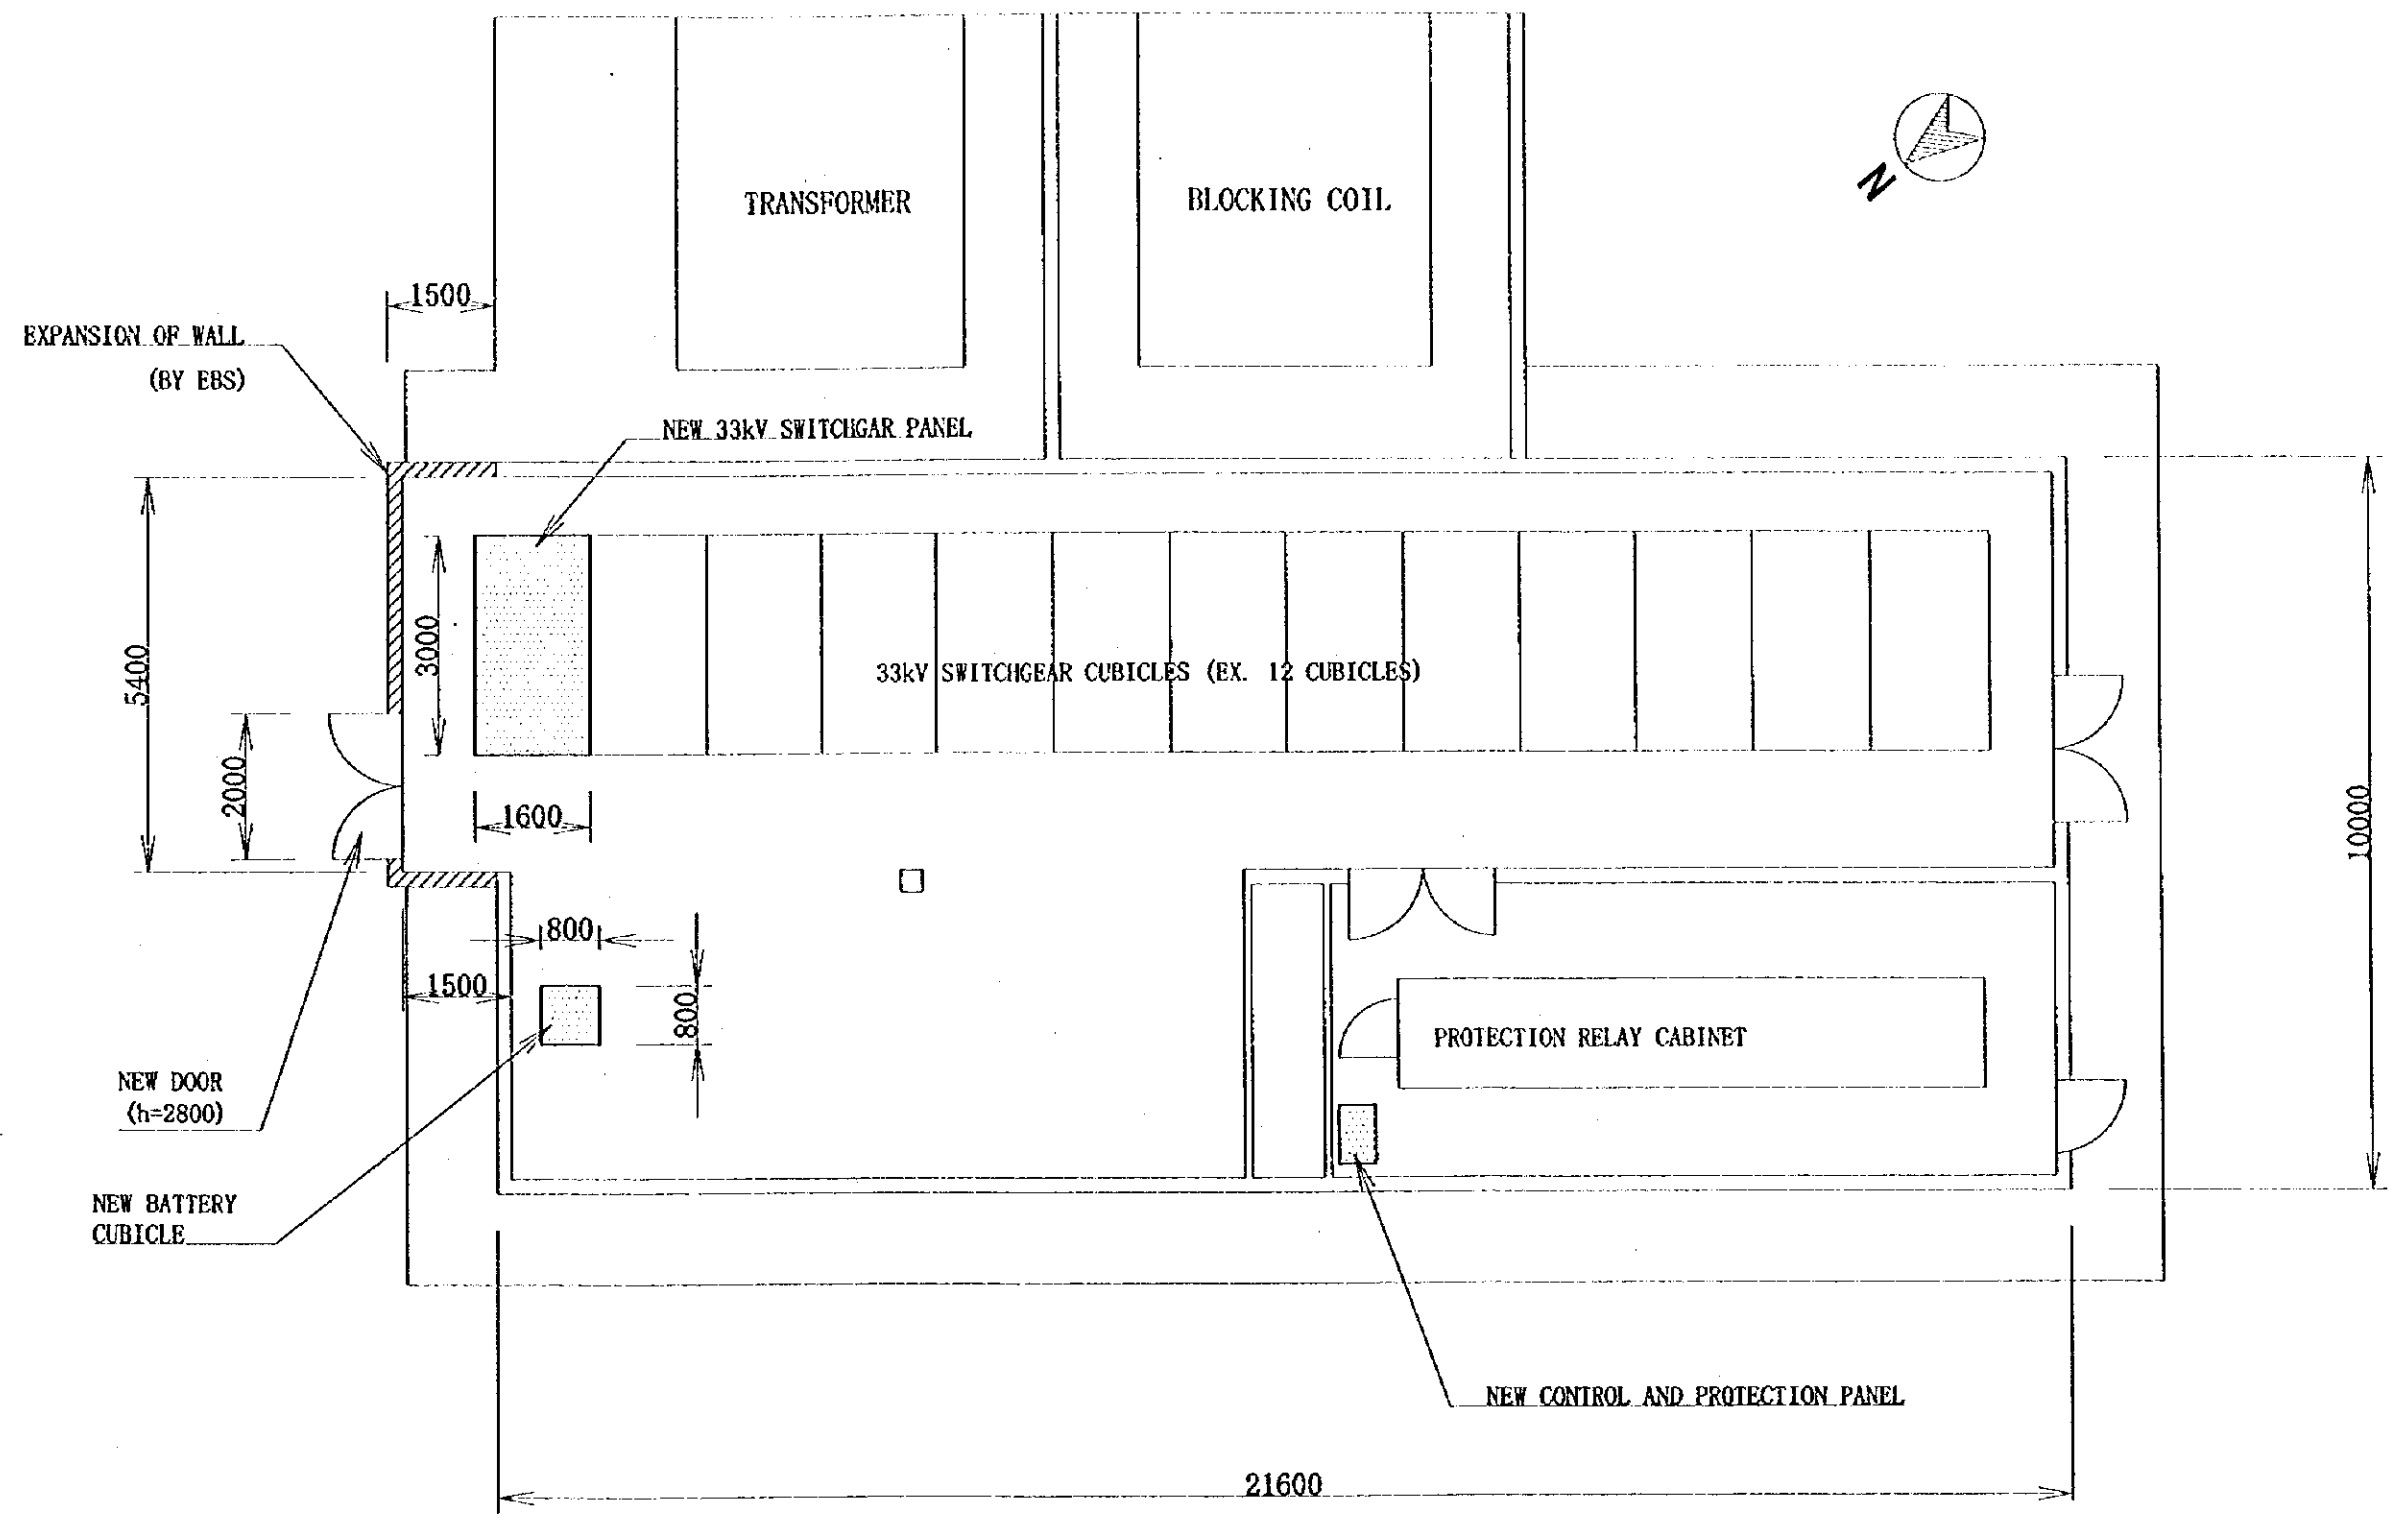 TRANSFORMER
BLOCKING COIL
N
1500
EXPANSION OF WALL
(BY EBS)
NEW 33kV SWITCHGAR PANEL
5400
3000
33kV SWITCHGEAR CUBICLES (EX. 12 CUBICLES)
2000
1600
10000
800
1500
800
PROTECTION RELAY CABINET
NEW DOOR
(h=2800)
NEW BATTERY
CUBICLE
NEW CONTROL AND PROTECTION PANEL
21600